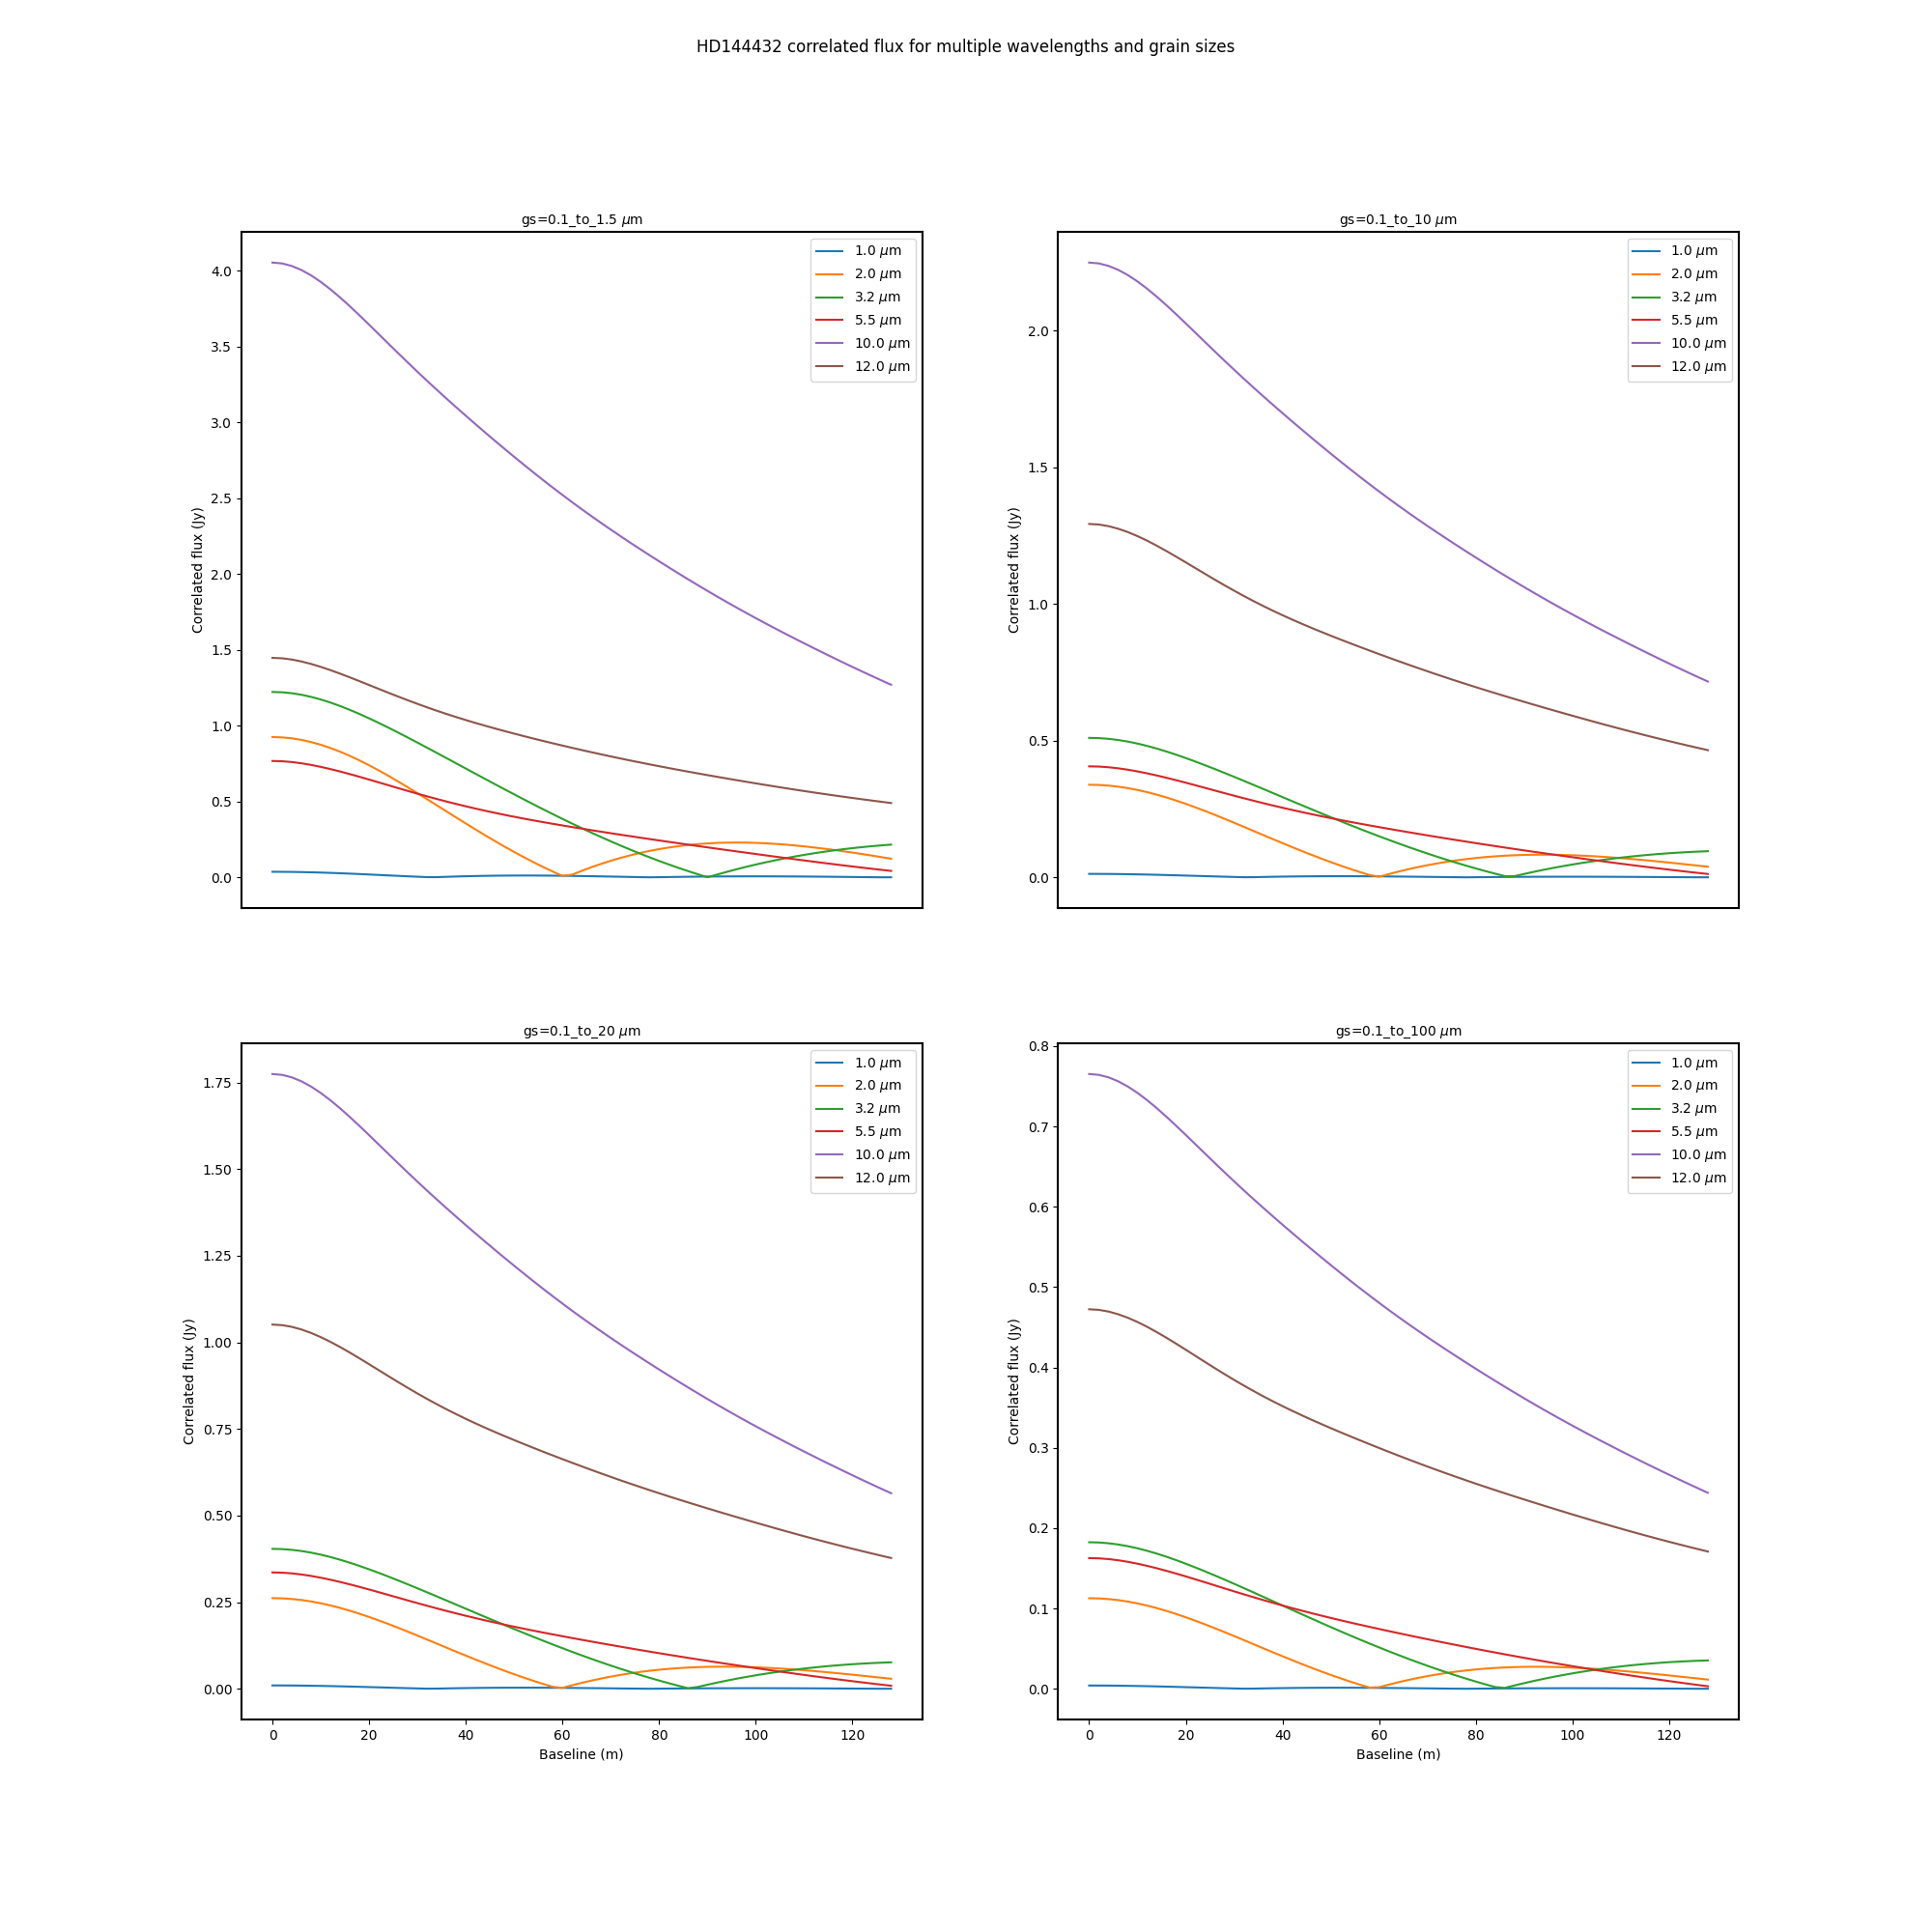 HD144432 correlated flux for multiple wavelengths and grain sizes
gs=0.1_to_1.5 μm
4.0
3.5
3.0
2.5
2.0
1.5
1.0
0.5
0.0
Correlated flux (Jy)
1.0 μm
2.0 μm
3.2 μm
5.5 μm
10.0 μm
12.0 μm
gs=0.1_to_10 μm
2.0
1.5
1.0
0.5
0.0
Correlated flux (Jy)
1.0 μm
2.0 μm
3.2 μm
5.5 μm
10.0 μm
12.0 μm
gs=0.1_to_20 μm
1.75
1.50
1.25
1.00
0.75
0.50
0.25
0.00
Correlated flux (Jy)
1.0 μm
2.0 μm
3.2 μm
5.5 μm
10.0 μm
12.0 μm
0 20 40 60 80 100 120
Baseline (m)
gs=0.1_to_100 μm
0.8
0.7
0.6
0.5
0.4
0.3
0.2
0.1
0.0
Correlated flux (Jy)
1.0 μm
2.0 μm
3.2 μm
5.5 μm
10.0 μm
12.0 μm
0 20 40 60 80 100 120
Baseline (m)